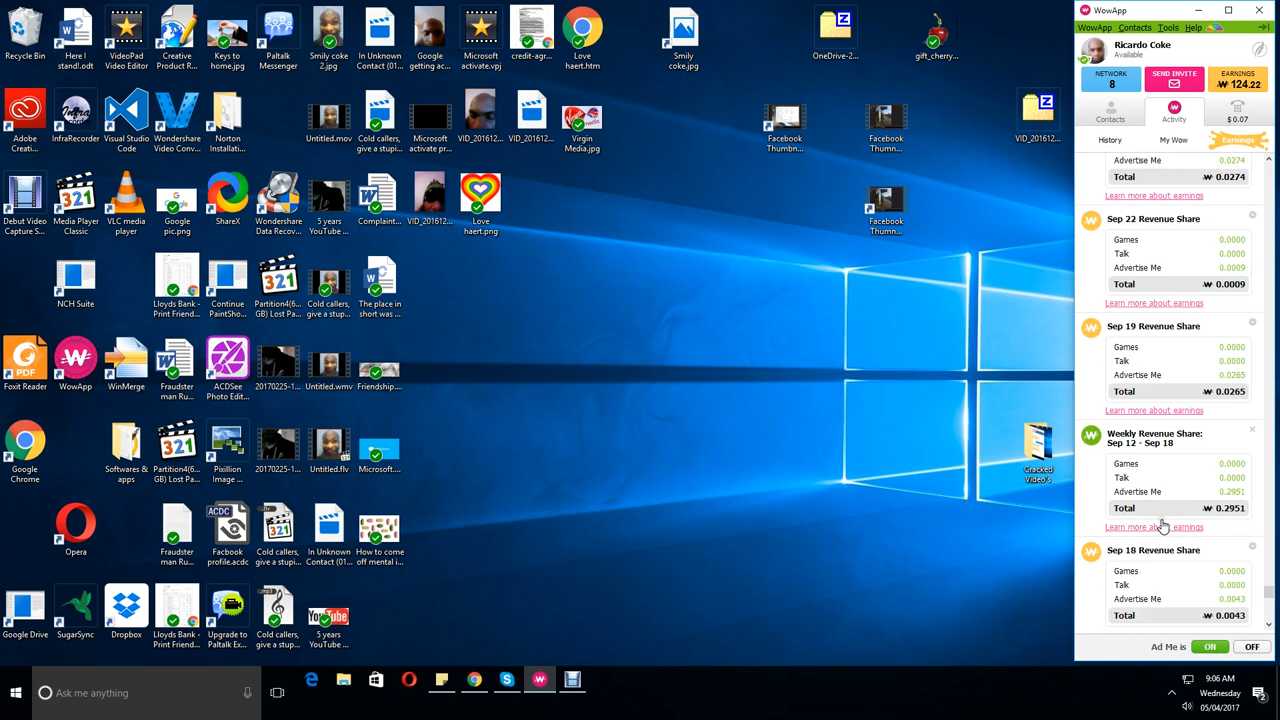 Recycle Bin
Here I
stand!.odt
VideoPad
Video Editor
Creative
Product R...
Keys to
home.jpg
Paltalk
Messenger
Smily coke
2.jpg
In Unknown
Contact (01...
Google
getting ac...
Microsoft
activate.vpj
credit-agr...
Love
haert.htm
Smily
coke.jpg
OneDrive-2...
gift_cherry...
Adobe
Creati...
InfraRecorder
Visual Studio
Code
Wondershare
Video Conv...
Norton
Installati...
Untitled.mov
Cold callers,
give a stup...
Microsoft
activate pr...
VID_201612...
VID_201612...
Virgin
Media.jpg
Facebook
Thumbn...
Facebook
Thumn...
VID_201612...
Debut Video
Capture S...
Media Player
Classic
VLC media
player
Google
pic.png
ShareX
Wondershare
Data Recov...
5 years
YouTube ...
Complaint...
VID_201612...
Love
haert.png
Facebook
Thumn...
NCH Suite
Lloyds Bank -
Print Friend...
Continue
PaintSho...
Partition4(6...
GB) Lost Pa...
Cold callers,
give a stup...
The place in
short was ...
Foxit Reader
WowApp
WinMerge
Fraudster
man Ru...
ACDSee
Photo Edit...
20170225-1...
Untitled.wmv
Friendship....
Google
Chrome
Softwares &
apps
Partition4(6...
GB) Lost Pa...
Pixillion
Image ...
20170225-1...
Untitled.flv
Microsoft....
Cracked
Video's
Opera
Fraudster
man Ru...
Facbook
profile.acdc
Cold callers,
give a stup...
In Unknown
Contact (01...
How to come
off mental i...
Google Drive
SugarSync
Dropbox
Lloyds Bank -
Print Friend...
Upgrade to
Paltalk Ex...
Cold callers,
give a stup...
5 years
YouTube ...
WowApp
WowApp Contacts Tools Help
Ricardo Coke
Available
NETWORK
8
SEND INVITE
EARNINGS
124.22
Contacts
Activity
$ 0.07
History
My Wow
Earnings
Advertise Me 0.0274
Total 0.0274
Learn more about earnings
Sep 22 Revenue Share
Games 0.0000
Talk 0.0000
Advertise Me 0.0009
Total 0.0009
Learn more about earnings
Sep 19 Revenue Share
Games 0.0000
Talk 0.0000
Advertise Me 0.0265
Total 0.0265
Learn more about earnings
Weekly Revenue Share:
Sep 12 - Sep 18
Games 0.0000
Talk 0.0000
Advertise Me 0.2951
Total 0.2951
Learn more about earnings
Sep 18 Revenue Share
Games 0.0000
Talk 0.0000
Advertise Me 0.0043
Total 0.0043
Ad Me is ON OFF
Ask me anything
9:06 AM
Wednesday
05/04/2017
2